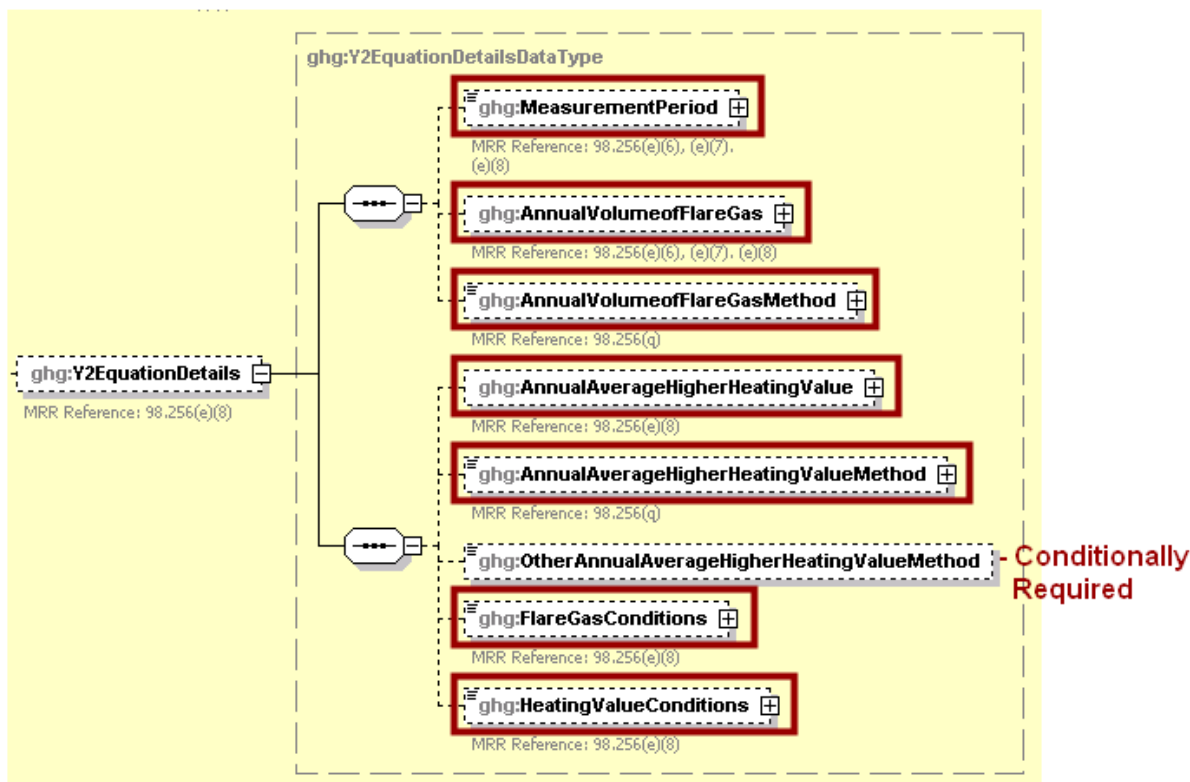 ghg:Y2EquationDetailsDataType
ghg:MeasurementPeriod
MRR Reference: 98.256(e)(6), (e)(7).
(e)(8)
ghg:AnnualVolumeofFlareGas
MRR Reference: 98.256(e)(6), (e)(7). (e)(8)
ghg:AnnualVolumeofFlareGasMethod
MRR Reference: 98.256(q)
ghg:Y2EquationDetails
MRR Reference: 98.256(e)(8)
ghg:AnnualAverageHigherHeatingValue
MRR Reference: 98.256(e)(8)
ghg:AnnualAverageHigherHeatingValueMethod
MRR Reference: 98.256(q)
ghg:OtherAnnualAverageHigherHeatingValueMethod
- Conditionally
Required
ghg:FlareGasConditions
MRR Reference: 98.256(e)(8)
ghg:HeatingValueConditions
MRR Reference: 98.256(e)(8)